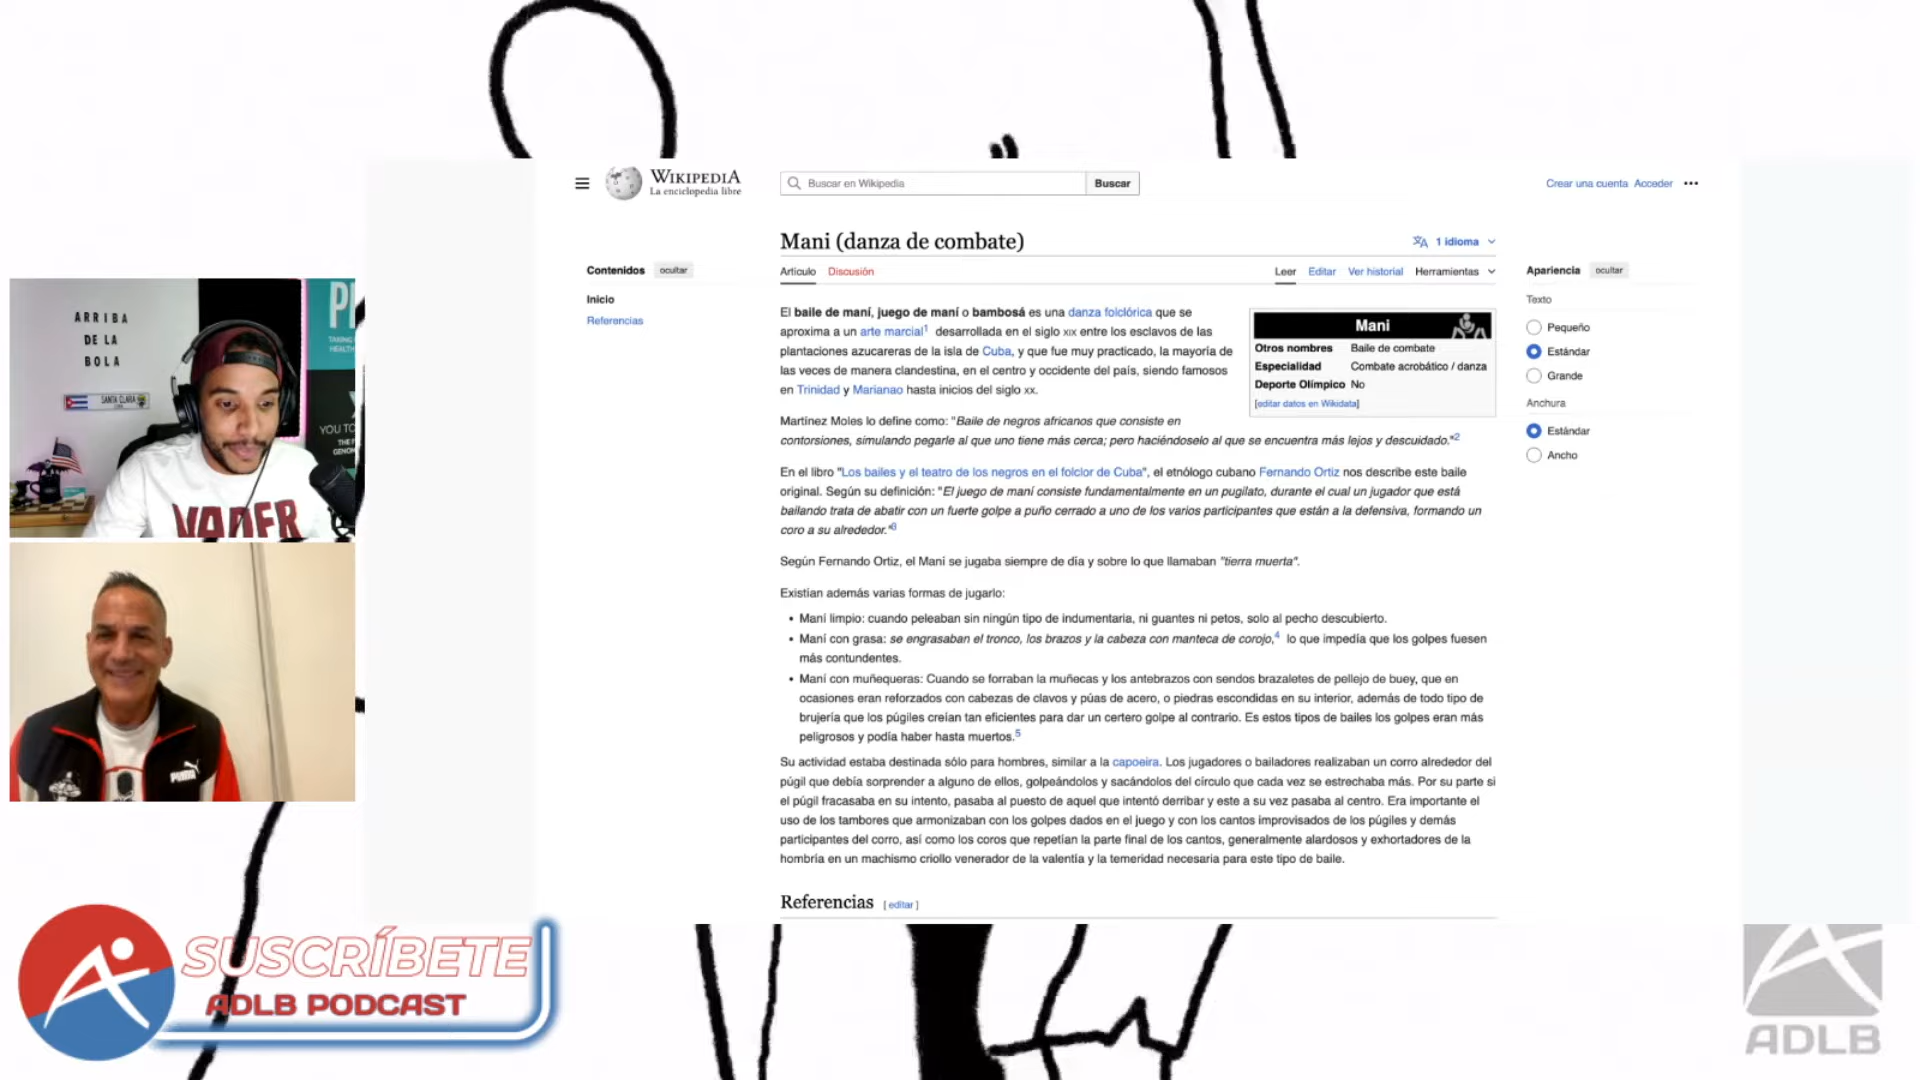 WIKIPEDIA
La enciclopedia libre
Buscar en Wikipedia
Buscar
Crear una cuenta Acceder
Mani (danza de combate)
1 idioma
Contenidos ocultar
Artículo Discusión
Leer Editar Ver historial Herramientas
Apariencia ocultar
Inicio
Referencias
Texto
Pequeño
Estándar
Grande
Anchura
Estándar
Ancho
El baile de maní, juego de maní o bambosá es una danza folclórica que se
aproxima a un arte marcial1 desarrollada en el siglo XIX entre los esclavos de las
plantaciones azucareras de la isla de Cuba, y que fue muy practicado, la mayoría de
las veces de manera clandestina, en el centro y occidente del país, siendo famosos
en Trinidad y Marianao hasta inicios del siglo XX.
Mani
Otros nombres Baile de combate
Especialidad Combate acrobático / danza
Deporte Olímpico No
[editar datos en Wikidata]
Martínez Moles lo define como: "Baile de negros africanos que consiste en
contorsiones, simulando pegarle al que uno tiene más cerca; pero haciéndoselo al que se encuentra más lejos y descuidado."2
En el libro "Los bailes y el teatro de los negros en el folclor de Cuba", el etnólogo cubano Fernando Ortiz nos describe este baile
original. Según su definición: "El juego de maní consiste fundamentalmente en un pugilato, durante el cual un jugador que está
bailando trata de abatir con un fuerte golpe a puño cerrado a uno de los varios participantes que están a la defensiva, formando un
coro a su alrededor."3
Según Fernando Ortiz, el Maní se jugaba siempre de día y sobre lo que llamaban "tierra muerta".
Existían además varias formas de jugarlo:
• Maní limpio: cuando peleaban sin ningún tipo de indumentaria, ni guantes ni petos, solo al pecho descubierto.
• Maní con grasa: se engrasaban el tronco, los brazos y la cabeza con manteca de corojo,4 lo que impedía que los golpes fuesen
más contundentes.
• Maní con muñequeras: Cuando se forraban la muñecas y los antebrazos con sendos brazaletes de pellejo de buey, que en
ocasiones eran reforzados con cabezas de clavos y púas de acero, o piedras escondidas en su interior, además de todo tipo de
brujería que los púgiles creían tan eficientes para dar un certero golpe al contrario. Es estos tipos de bailes los golpes eran más
peligrosos y podía haber hasta muertos.5
Su actividad estaba destinada sólo para hombres, similar a la capoeira. Los jugadores o bailadores realizaban un corro alrededor del
púgil que debía sorprender a alguno de ellos, golpeándolos y sacándolos del círculo que cada vez se estrechaba más. Por su parte si
el púgil fracasaba en su intento, pasaba al puesto de aquel que intentó derribar y este a su vez pasaba al centro. Era importante el
uso de los tambores que armonizaban con los golpes dados en el juego y con los cantos improvisados de los púgiles y demás
participantes del corro, así como los coros que repetían la parte final de los cantos, generalmente alardosos y exhortadores de la
hombría en un machismo criollo venerador de la valentía y la temeridad necesaria para este tipo de baile.
Referencias [ editar ]
ARRIBA
DE LA
BOLA
SANTA CLARA
VADER
YOU TO
PUMA
SUSCRÍBETE
ADLB PODCAST
ADLB